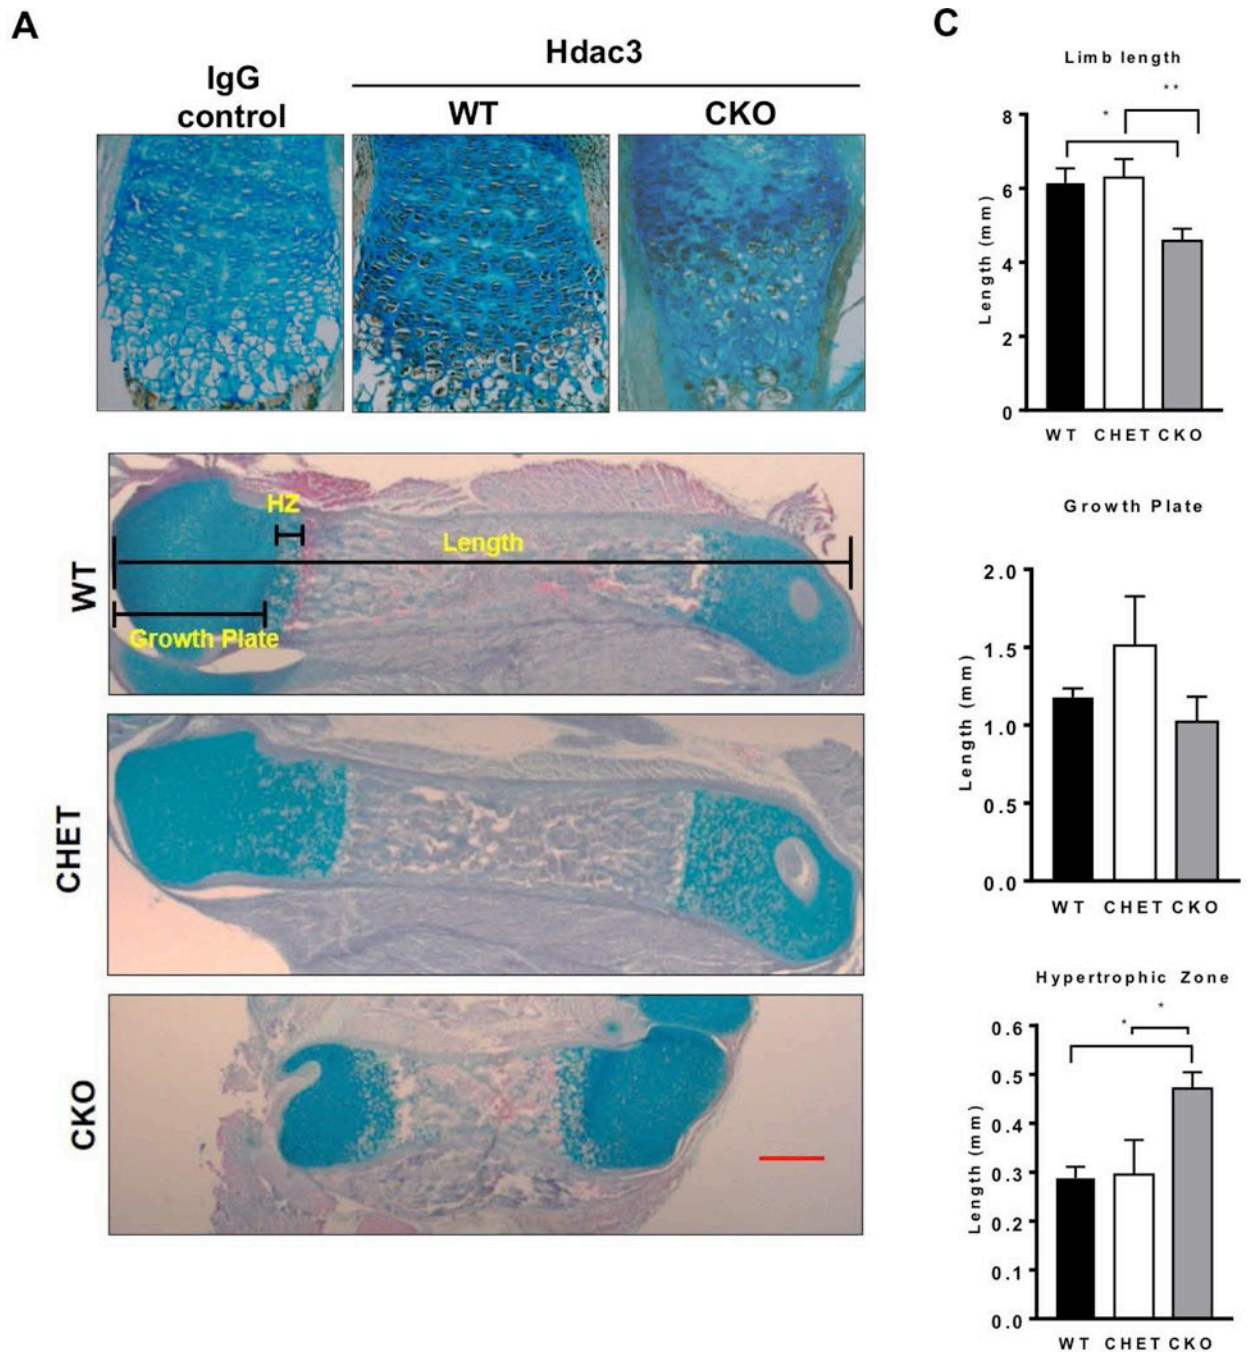 A
Hdac3
IgG
control
WT
CKO
WT
HZ
Length
Growth Plate
CHET
CKO
C
Limb length
**
*
8
6
4
2
0
Length (mm)
WT CHET CKO
Growth Plate
2.0
1.5
1.0
0.5
0.0
Length (mm)
WT CHET CKO
Hypertrophic Zone
*
*
0.6
0.5
0.4
0.3
0.2
0.1
0.0
Length (mm)
WT CHET CKO